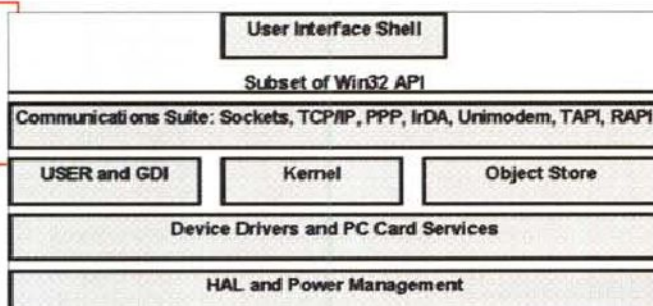 User Interface Shell
Subset of Win32 API
Communications Suite: Sockets, TCP/IP, PPP, IrDA, Unimodem, TAPI, RAPI
USER and GDI Kernel Object Store
Device Drivers and PC Card Services
HAL and Power Management